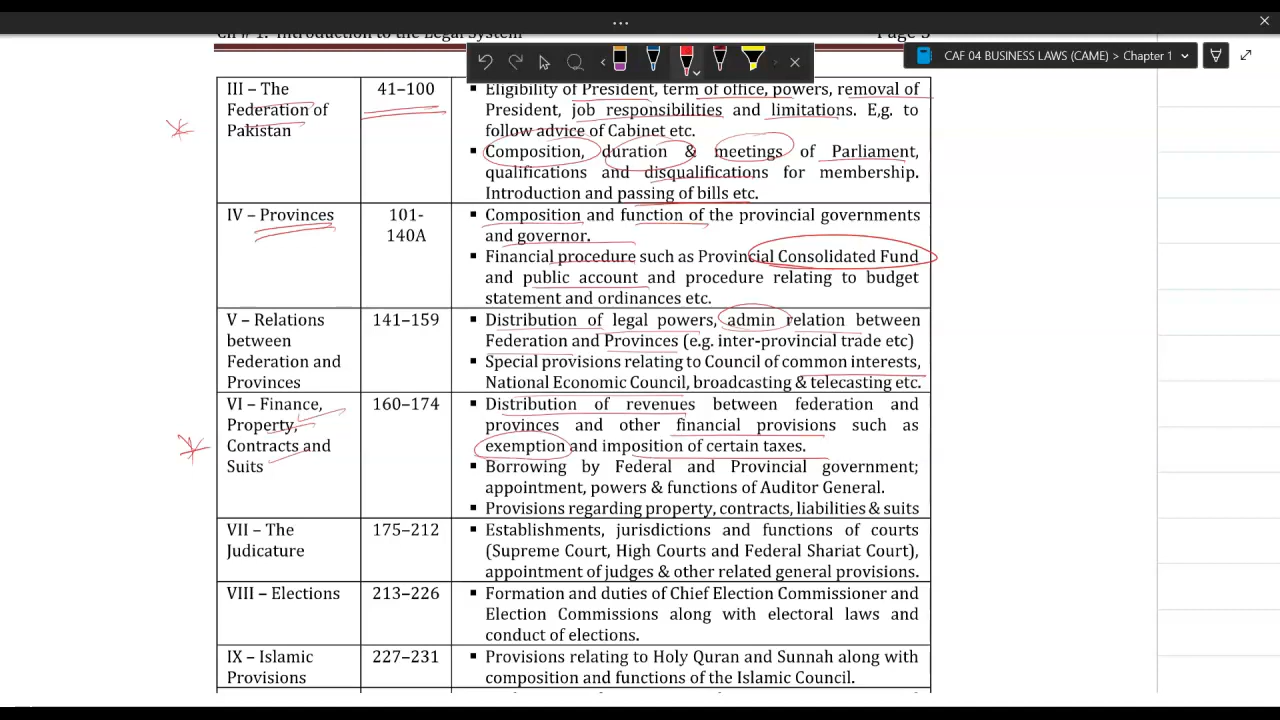 CAF 04 BUSINESS LAWS (CAME) > Chapter 1
Ch # 1: Introduction to the Legal System
III – The Federation of Pakistan
41–100
▪ Eligibility of President, term of office, powers, removal of
President, job responsibilities and limitations. E,g. to
follow advice of Cabinet etc.
▪ Composition, duration & meetings of Parliament,
qualifications and disqualifications for membership.
Introduction and passing of bills etc.
IV – Provinces
101-
140A
▪ Composition and function of the provincial governments
and governor.
▪ Financial procedure such as Provincial Consolidated Fund
and public account and procedure relating to budget
statement and ordinances etc.
V – Relations
between
Federation and
Provinces
141–159
▪ Distribution of legal powers, admin relation between
Federation and Provinces (e.g. inter-provincial trade etc)
▪ Special provisions relating to Council of common interests,
National Economic Council, broadcasting & telecasting etc.
VI – Finance,
Property,
Contracts and
Suits
160–174
▪ Distribution of revenues between federation and
provinces and other financial provisions such as
exemption and imposition of certain taxes.
▪ Borrowing by Federal and Provincial government;
appointment, powers & functions of Auditor General.
▪ Provisions regarding property, contracts, liabilities & suits
VII – The
Judicature
175–212
▪ Establishments, jurisdictions and functions of courts
(Supreme Court, High Courts and Federal Shariat Court),
appointment of judges & other related general provisions.
VIII – Elections
213–226
▪ Formation and duties of Chief Election Commissioner and
Election Commissions along with electoral laws and
conduct of elections.
IX – Islamic
Provisions
227–231
▪ Provisions relating to Holy Quran and Sunnah along with
composition and functions of the Islamic Council.